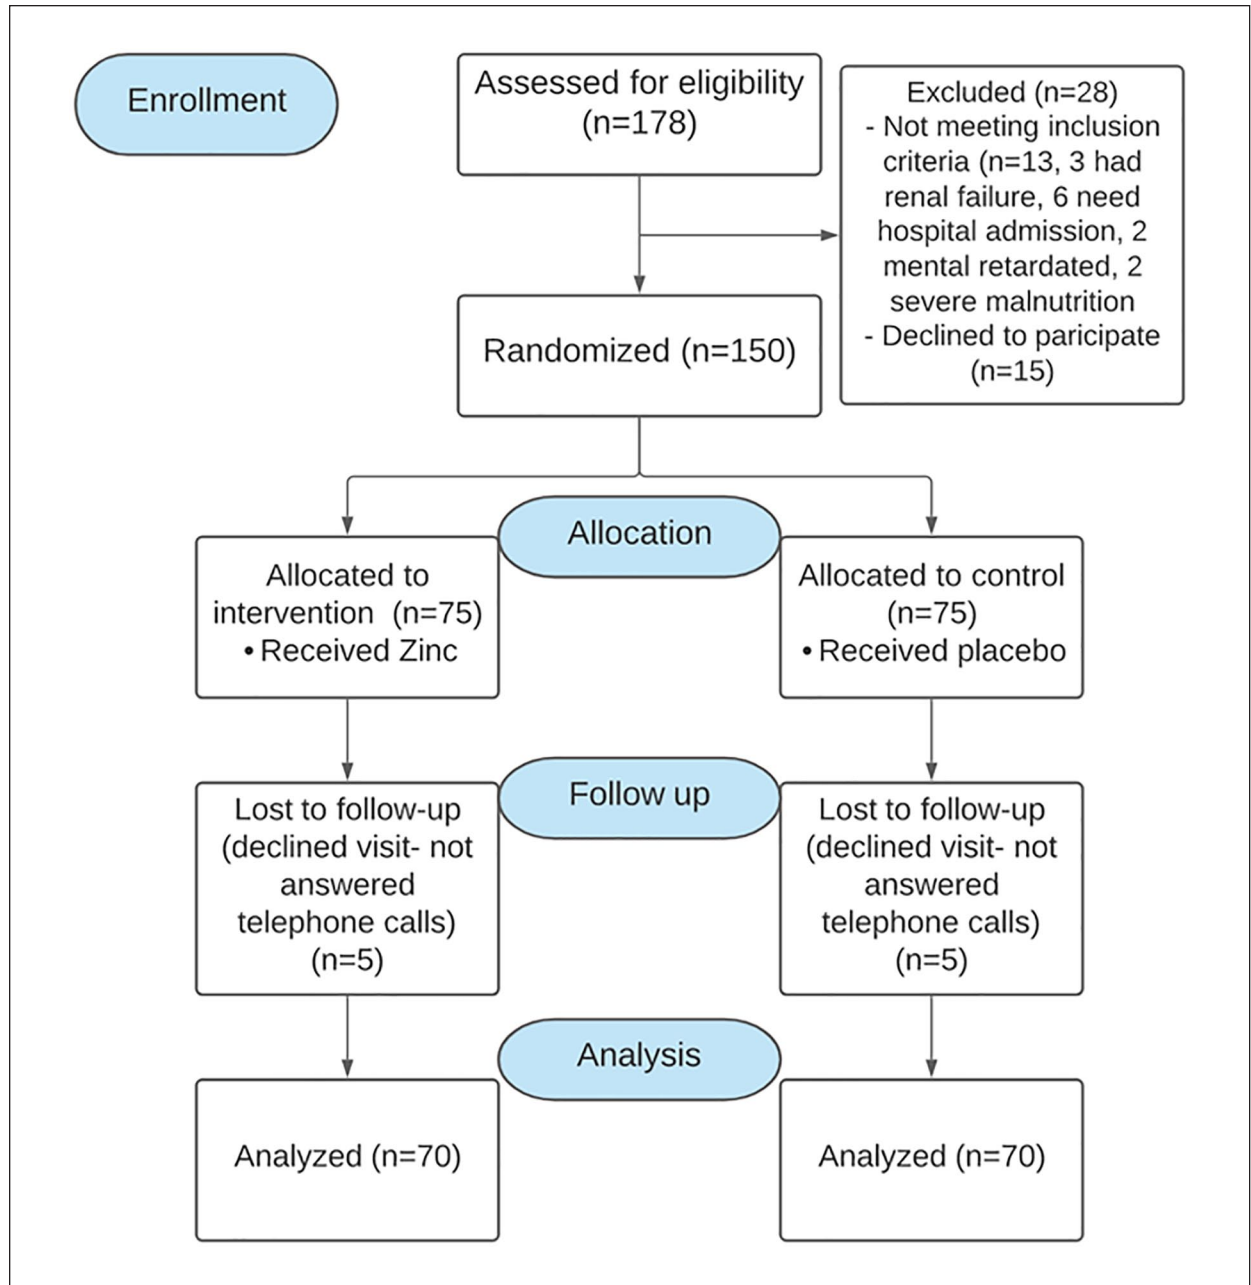 Enrollment
Assessed for eligibility
(n=178)
Excluded (n=28)
- Not meeting inclusion
criteria (n=13, 3 had
renal failure, 6 need
hospital admission, 2
mental retardated, 2
severe malnutrition
- Declined to paricipate
(n=15)
Randomized (n=150)
Allocation
Allocated to
intervention (n=75)
• Received Zinc
Allocated to control
(n=75)
• Received placebo
Follow up
Lost to follow-up
(declined visit- not
answered
telephone calls)
(n=5)
Lost to follow-up
(declined visit- not
answered
telephone calls)
(n=5)
Analysis
Analyzed (n=70)
Analyzed (n=70)